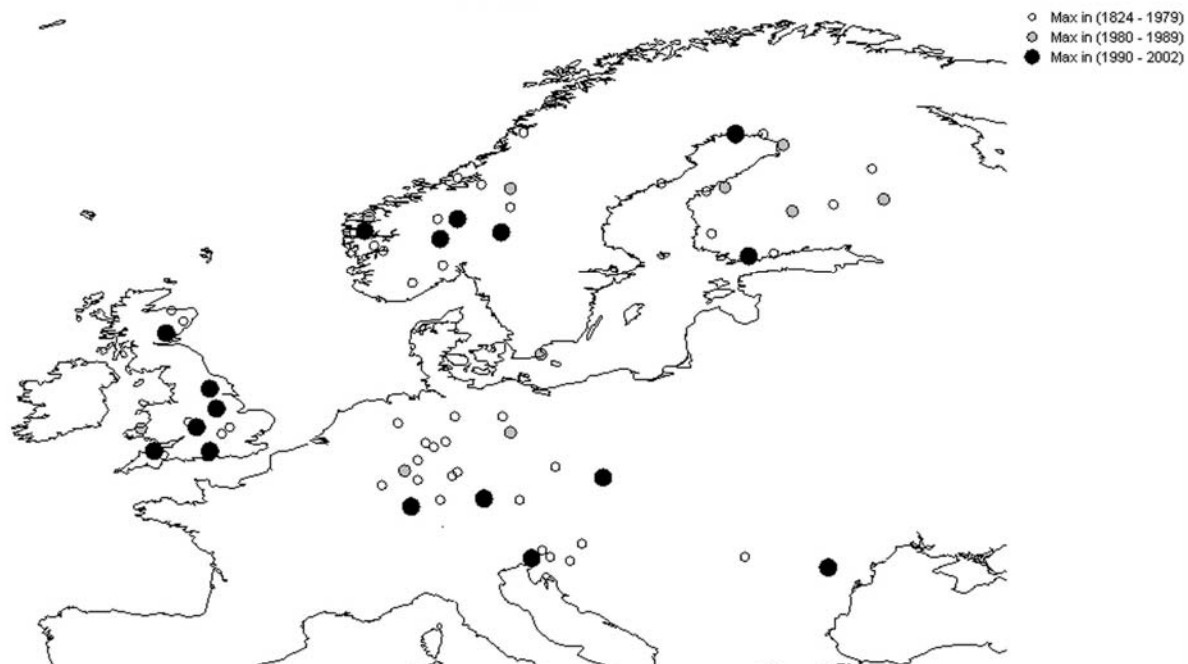 Max in (1824 - 1979)
Max in (1980 - 1989)
Max in (1990 - 2002)